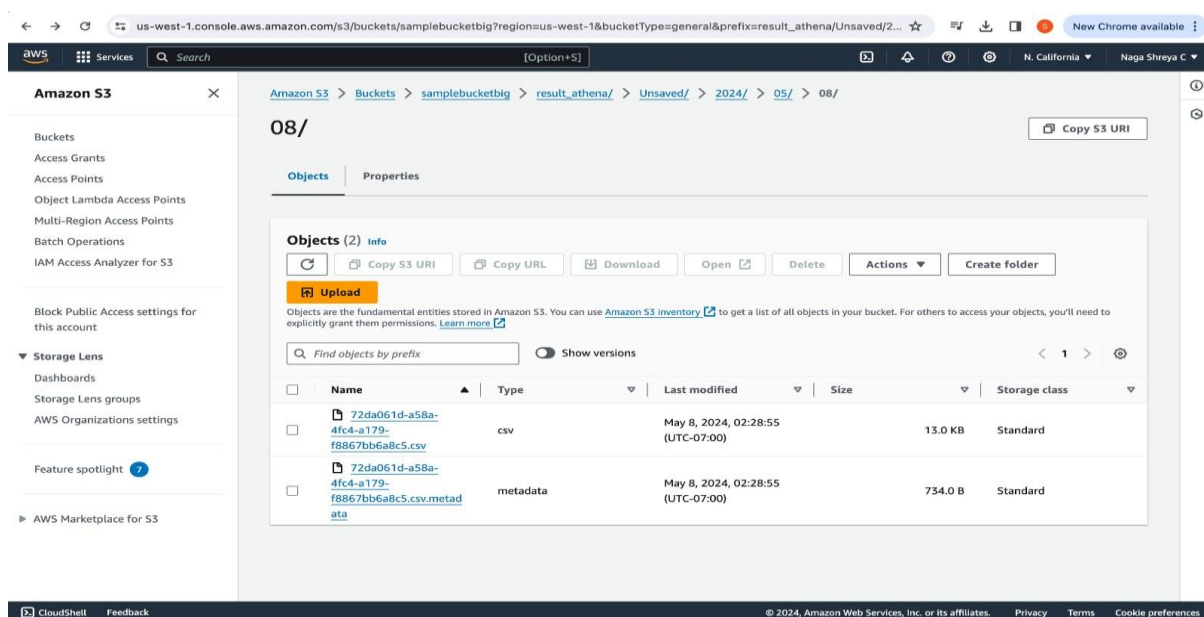 us-west-1.console.aws.amazon.com/s3/buckets/samplebucketbig?region=us-west-1&bucketType=general&prefix=result_athena/Unsaved/2...
S
New Chrome available
aws
Services
Search
[Option+S]
N. California
Naga Shreya C
Amazon S3
Buckets
Access Grants
Access Points
Object Lambda Access Points
Multi-Region Access Points
Batch Operations
IAM Access Analyzer for S3
Block Public Access settings for
this account
Storage Lens
Dashboards
Storage Lens groups
AWS Organizations settings
Feature spotlight 7
AWS Marketplace for S3
Amazon S3 > Buckets > samplebucketbig > result_athena/ > Unsaved/ > 2024/ > 05/ > 08/
08/
Copy S3 URI
Objects Properties
Objects (2) Info
Copy S3 URI Copy URL Download Open Delete Actions Create folder
Upload
Objects are the fundamental entities stored in Amazon S3. You can use Amazon S3 inventory to get a list of all objects in your bucket. For others to access your objects, you'll need to
explicitly grant them permissions. Learn more
Find objects by prefix
Show versions
< 1 >
Name Type Last modified Size Storage class
72da061d-a58a-
4fc4-a179-
f8867bb6a8c5.csv
csv
May 8, 2024, 02:28:55
(UTC-07:00)
13.0 KB
Standard
72da061d-a58a-
4fc4-a179-
f8867bb6a8c5.csv.metad
ata
metadata
May 8, 2024, 02:28:55
(UTC-07:00)
734.0 B
Standard
CloudShell Feedback
© 2024, Amazon Web Services, Inc. or its affiliates. Privacy Terms Cookie preferences